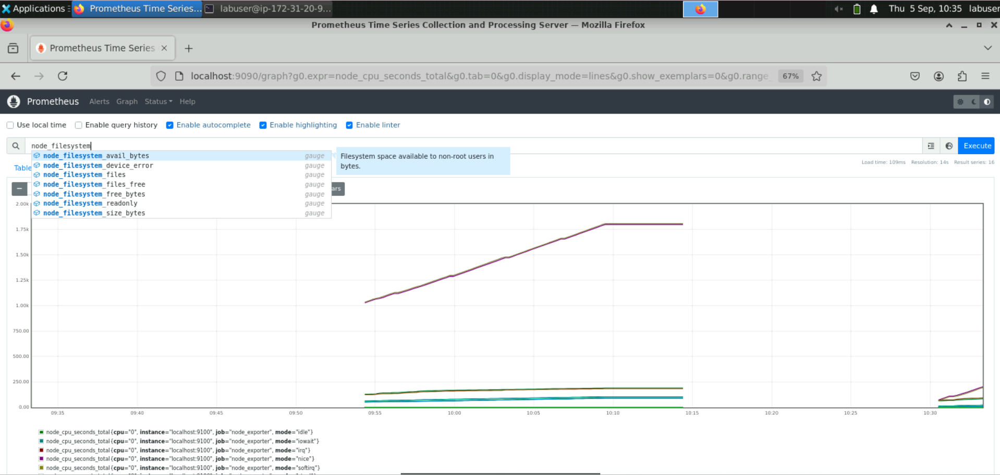 Applications
Prometheus Time Series...
labuser@ip-172-31-20-9...
Thu 5 Sep, 10:35 labuser
Prometheus Time Series Collection and Processing Server — Mozilla Firefox
Prometheus Time Series
localhost:9090/graph?g0.expr=node_cpu_seconds_total&g0.tab=0&g0.display_mode=lines&g0.show_exemplars=0&g0.range_
67%
Prometheus Alerts Graph Status Help
Use local time Enable query history Enable autocomplete Enable highlighting Enable linter
node_filesystem
Execute
node_filesystem_avail_bytes gauge
node_filesystem_device_error gauge
node_filesystem_files gauge
node_filesystem_files_free gauge
node_filesystem_free_bytes gauge
node_filesystem_readonly gauge
node_filesystem_size_bytes gauge
Filesystem space available to non-root users in
bytes.
Table
Load time: 109ms Resolution: 14s Result series: 16
ars
2.00k
1.75k
1.50k
1.25k
1.00k
750.00
500.00
250.00
0.00
09:35 09:40 09:45 09:50 09:55 10:00 10:05 10:10 10:15 10:20 10:25 10:30
node_cpu_seconds_total{cpu="0", instance="localhost:9100", job="node_exporter", mode="idle"}
node_cpu_seconds_total{cpu="0", instance="localhost:9100", job="node_exporter", mode="iowait"}
node_cpu_seconds_total{cpu="0", instance="localhost:9100", job="node_exporter", mode="irq"}
node_cpu_seconds_total{cpu="0", instance="localhost:9100", job="node_exporter", mode="nice"}
node_cpu_seconds_total{cpu="0", instance="localhost:9100", job="node_exporter", mode="softirq"}